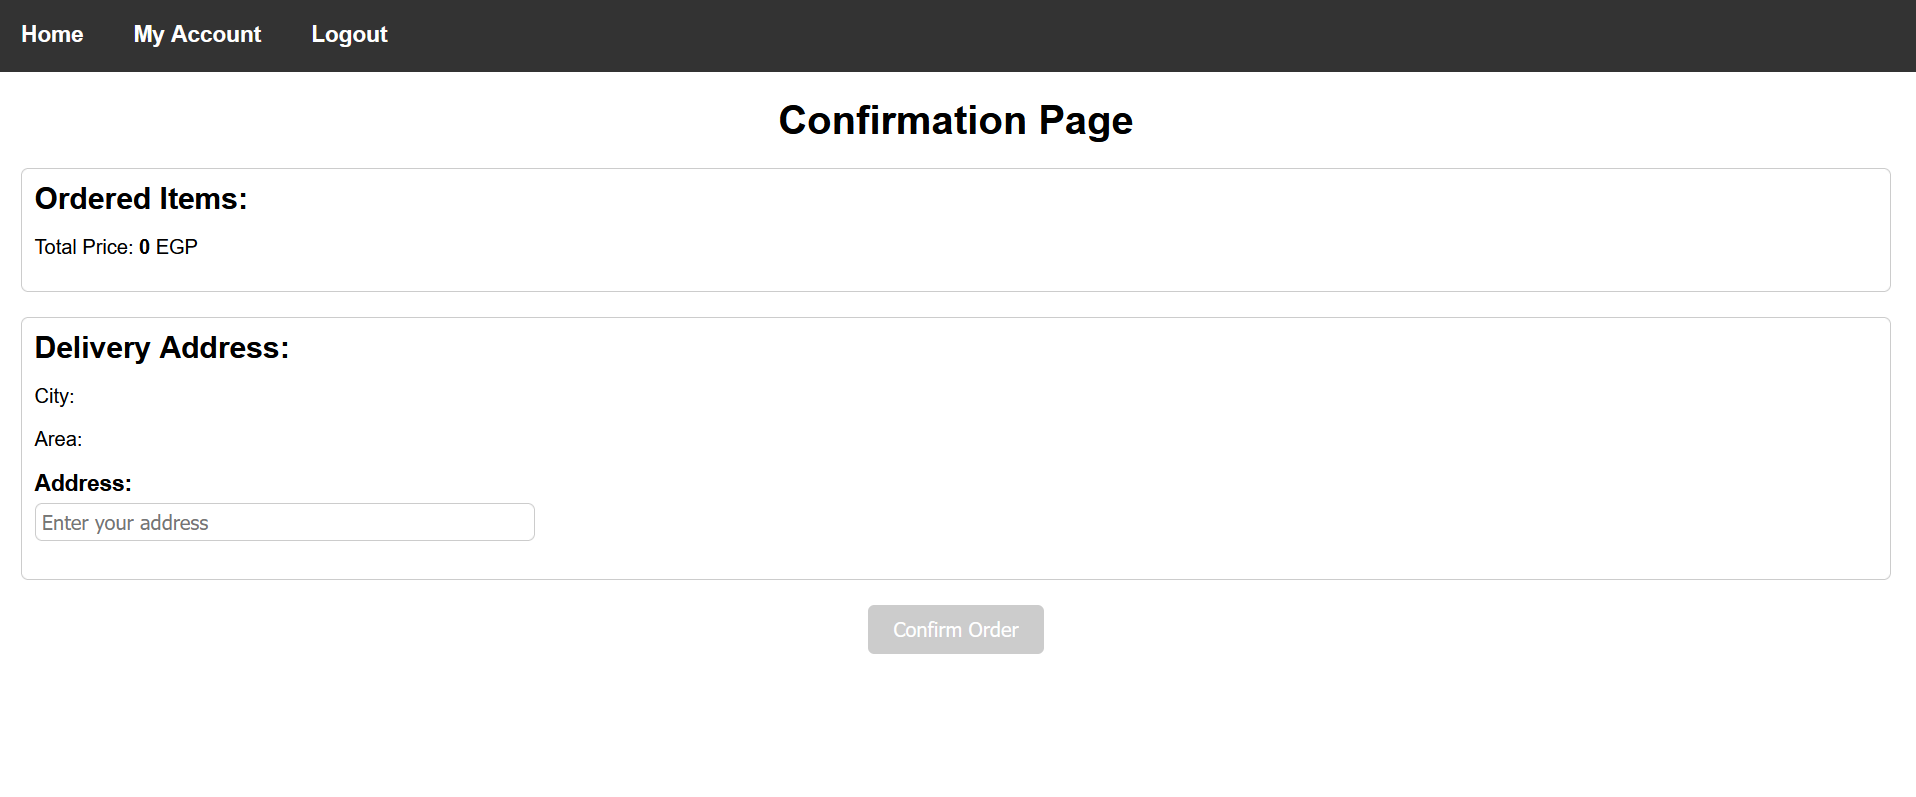 Home My Account Logout
Confirmation Page
Ordered Items:
Total Price: 0 EGP
Delivery Address:
City:
Area:
Address:
Enter your address
Confirm Order